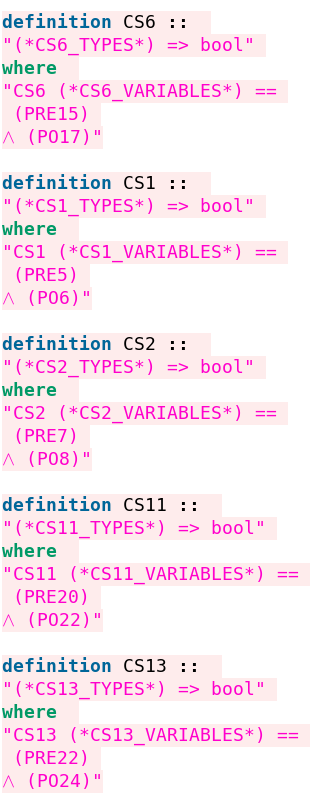 definition CS6 ::
"(*CS6_TYPES*) => bool"
where
"CS6 (*CS6_VARIABLES*) ==
(PRE15)
∧ (PO17)"
definition CS1 ::
"(*CS1_TYPES*) => bool"
where
"CS1 (*CS1_VARIABLES*) ==
(PRE5)
∧ (PO6)"
definition CS2 ::
"(*CS2_TYPES*) => bool"
where
"CS2 (*CS2_VARIABLES*) ==
(PRE7)
∧ (PO8)"
definition CS11 ::
"(*CS11_TYPES*) => bool"
where
"CS11 (*CS11_VARIABLES*) ==
(PRE20)
∧ (PO22)"
definition CS13 ::
"(*CS13_TYPES*) => bool"
where
"CS13 (*CS13_VARIABLES*) ==
(PRE22)
∧ (PO24)"